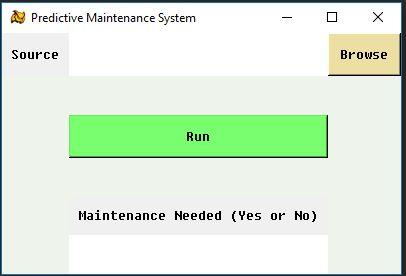 Predictive Maintenance System
Source
Browse
Run
Maintenance Needed (Yes or No)